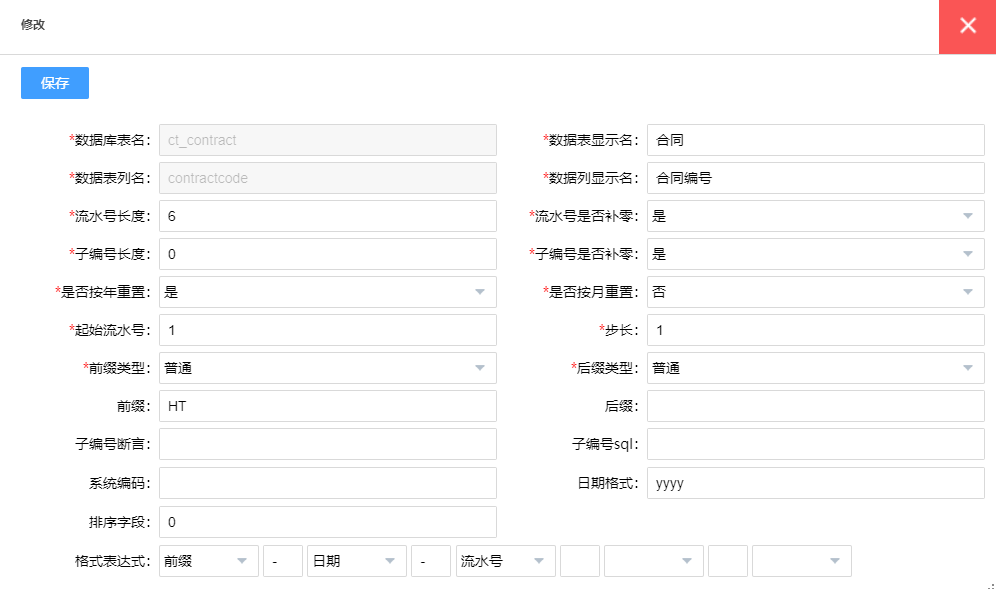 修改
保存
*数据库表名: ct_contract *数据表显示名: 合同
*数据表列名: contractcode *数据列显示名: 合同编号
*流水号长度: 6 *流水号是否补零: 是
*子编号长度: 0 *子编号是否补零: 是
*是否按年重置: 是 *是否按月重置: 否
*起始流水号: 1 *步长: 1
*前缀类型: 普通 *后缀类型: 普通
前缀: HT 后缀:
子编号断言: 子编号sql:
系统编码: 日期格式: yyyy
排序字段: 0
格式表达式: 前缀 - 日期 - 流水号